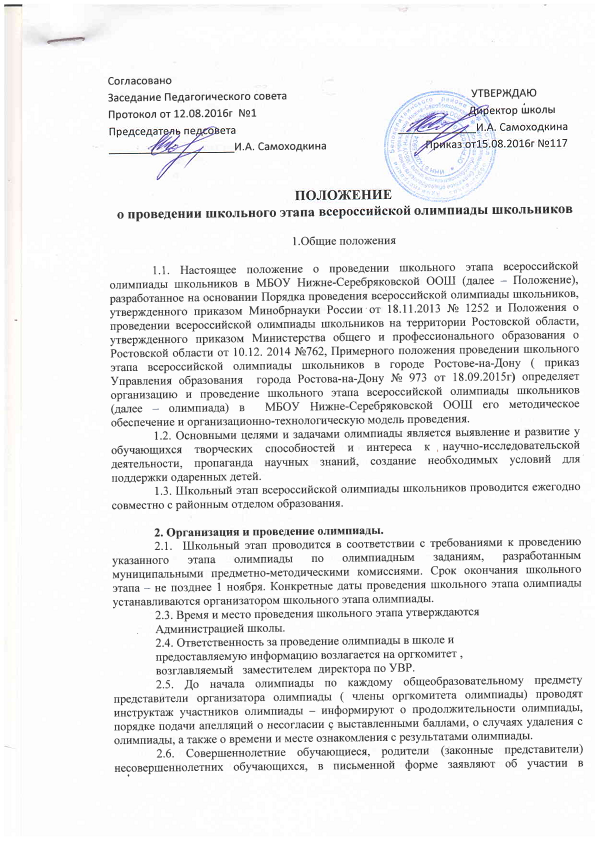 Согласовано
Заседание Педагогического совета
УТВЕРЖДАЮ
Протокол от 12.08.2016г №1
Директор школы
Председатель педсовета
И.А. Самоходкина
И.А. Самоходкина
Приказ от15.08.2016г №117
ПОЛОЖЕНИЕ
о проведении школьного этапа всероссийской олимпиады школьников
1.Общие положения
1.1. Настоящее положение о проведении школьного этапа всероссийской
олимпиады школьников в МБОУ Нижне-Серебряковской ООШ (далее – Положение),
разработанное на основании Порядка проведения всероссийской олимпиады школьников,
утвержденного приказом Минобрнауки России от 18.11.2013 № 1252 и Положения о
проведении всероссийской олимпиады школьников на территории Ростовской области,
утвержденного приказом Министерства общего и профессионального образования о
Ростовской области от 10.12. 2014 №762, Примерного положения проведении школьного
этапа всероссийской олимпиады школьников в городе Ростове-на-Дону ( приказ
Управления образования города Ростова-на-Дону № 973 от 18.09.2015г) определяет
организацию и проведение школьного этапа всероссийской олимпиады школьников
(далее – олимпиада) в МБОУ Нижне-Серебряковской ООШ его методическое
обеспечение и организационно-технологическую модель проведения.
1.2. Основными целями и задачами олимпиады является выявление и развитие у
обучающихся творческих способностей и интереса к научно-исследовательской
деятельности, пропаганда научных знаний, создание необходимых условий для
поддержки одаренных детей.
1.3. Школьный этап всероссийской олимпиады школьников проводится ежегодно
совместно с районным отделом образования.
2. Организация и проведение олимпиады.
2.1. Школьный этап проводится в соответствии с требованиями к проведению
указанного этапа олимпиады по олимпиадным заданиям, разработанным
муниципальными предметно-методическими комиссиями. Срок окончания школьного
этапа – не позднее 1 ноября. Конкретные даты проведения школьного этапа олимпиады
устанавливаются организатором школьного этапа олимпиады.
2.3. Время и место проведения школьного этапа утверждаются
Администрацией школы.
2.4. Ответственность за проведение олимпиады в школе и
предоставляемую информацию возлагается на оргкомитет ,
возглавляемый заместителем директора по УВР.
2.5. До начала олимпиады по каждому общеобразовательному предмету
представители организатора олимпиады ( члены оргкомитета олимпиады) проводят
инструктаж участников олимпиады – информируют о продолжительности олимпиады,
порядке подачи апелляций о несогласии с выставленными баллами, о случаях удаления с
олимпиады, а также о времени и месте ознакомления с результатами олимпиады.
2.6. Совершеннолетние обучающиеся, родители (законные представители)
несовершеннолетних обучающихся, в письменной форме заявляют об участии в